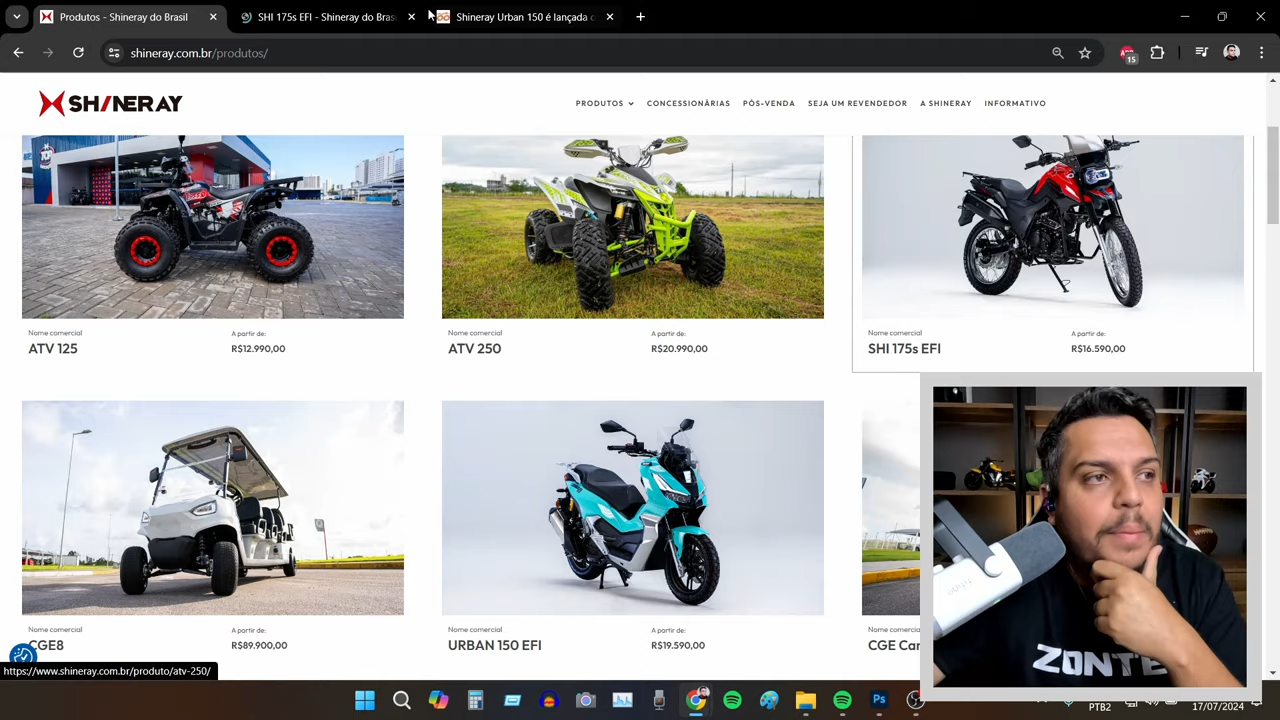 Produtos - Shineray do Brasil
SHI 175s EFI - Shineray do Bras
Shineray Urban 150 é lançada c
shineray.com.br/produtos/
15
SHINERAY
PRODUTOS CONCESSIONÁRIAS PÓS-VENDA SEJA UM REVENDEDOR A SHINERAY INFORMATIVO
Nome comercial
A partir de:
ATV 125
R$12.990,00
Nome comercial
A partir de:
ATV 250
R$20.990,00
Nome comercial
A partir de:
SHI 175s EFI
R$16.590,00
Nome comercial
A partir de:
CGE8
R$89.900,00
Nome comercial
A partir de:
URBAN 150 EFI
R$19.590,00
Nome comercia
CGE Car
ZONTE
https://www.shineray.com.br/produto/atv-250/
Ps
PTB2
17/07/2024